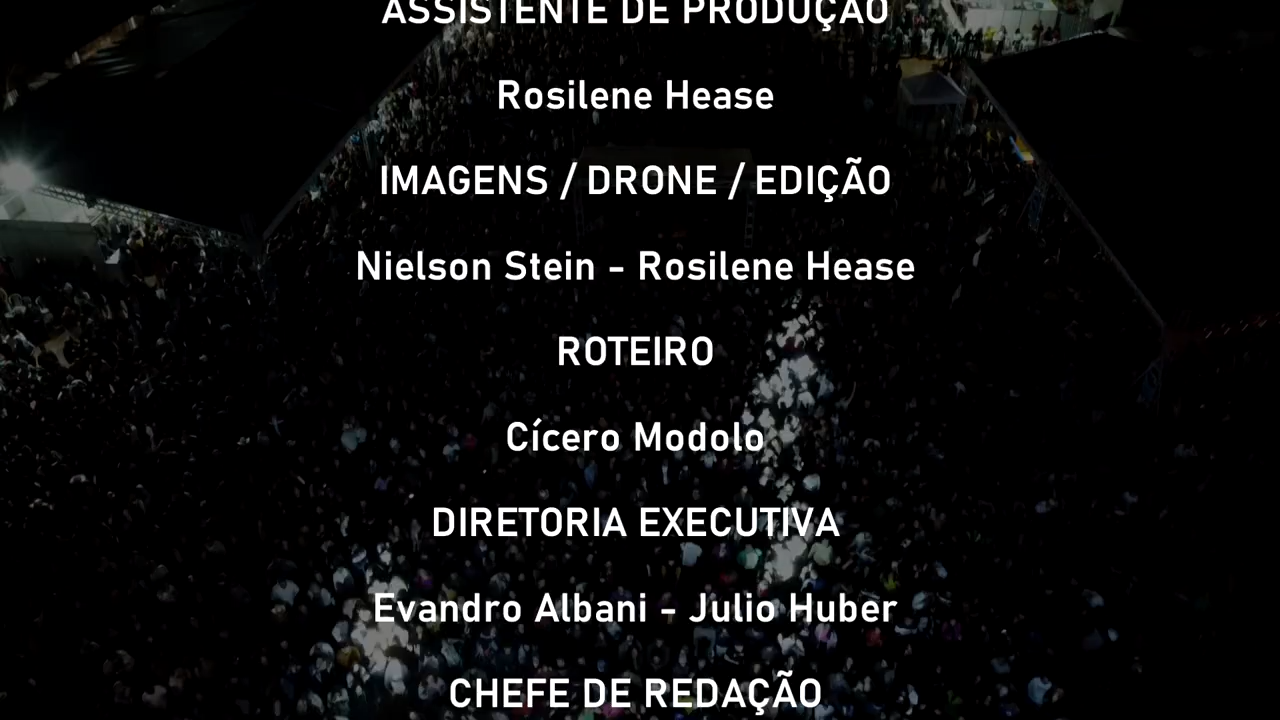 ASSISTENTE DE PRODUÇÃO
Rosilene Hease
IMAGENS / DRONE / EDIÇÃO
Nielson Stein - Rosilene Hease
ROTEIRO
Cícero Modolo
DIRETORIA EXECUTIVA
Evandro Albani - Julio Huber
CHEFE DE REDAÇÃO